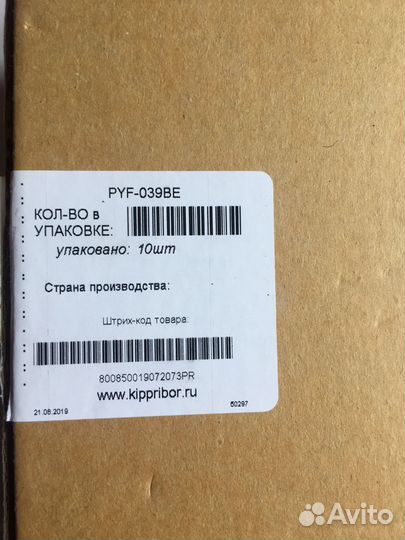 PYF-039BE
КОЛ-ВО в
УПАКОВКЕ:
упаковано: 10шт
Страна производства:
Штрих-код товара:
800850019072073PR
www.kippribor.ru
21.08.2019
60297
Avito